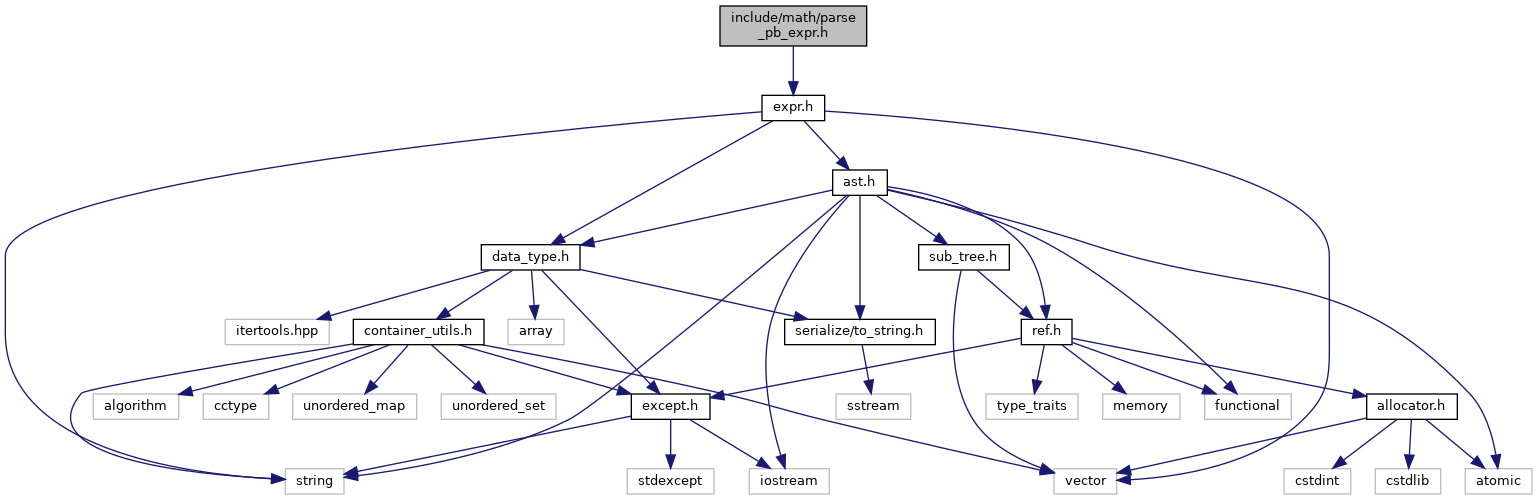 include/math/parse
_pb_expr.h
expr.h
ast.h
data_type.h
sub_tree.h
itertools.hpp
container_utils.h
array
serialize/to_string.h
ref.h
algorithm
cctype
unordered_map
unordered_set
except.h
sstream
type_traits
memory
functional
allocator.h
string
stdexcept
iostream
vector
cstdint
cstdlib
atomic